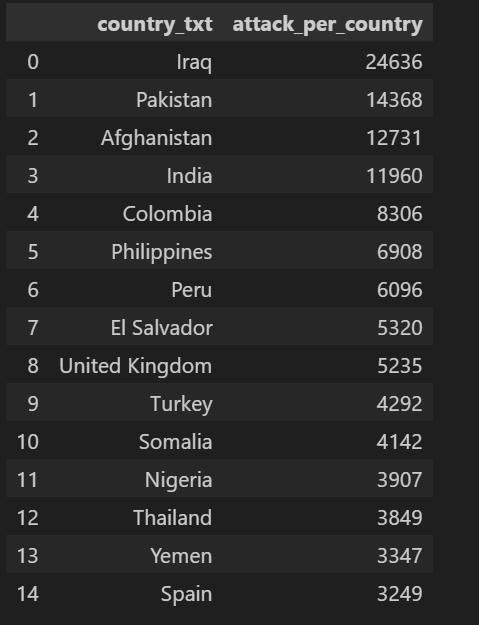 country_txt attack_per_country
0 Iraq 24636
1 Pakistan 14368
2 Afghanistan 12731
3 India 11960
4 Colombia 8306
5 Philippines 6908
6 Peru 6096
7 El Salvador 5320
8 United Kingdom 5235
9 Turkey 4292
10 Somalia 4142
11 Nigeria 3907
12 Thailand 3849
13 Yemen 3347
14 Spain 3249